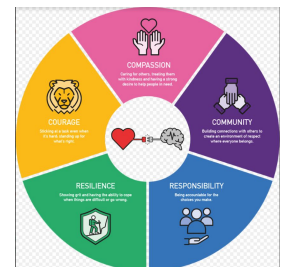 COMPASSION
Caring for others, treating them
with kindness and having a strong
desire to help people in need.
COURAGE
Sticking at a task even when
it's hard, standing up for
what's right.
COMMUNITY
Building connections with others to
create an environment of respect
where everyone belongs.
RESILIENCE
Showing grit and having the ability to cope
when things are difficult or go wrong.
RESPONSIBILITY
Being accountable for the
choices you make.